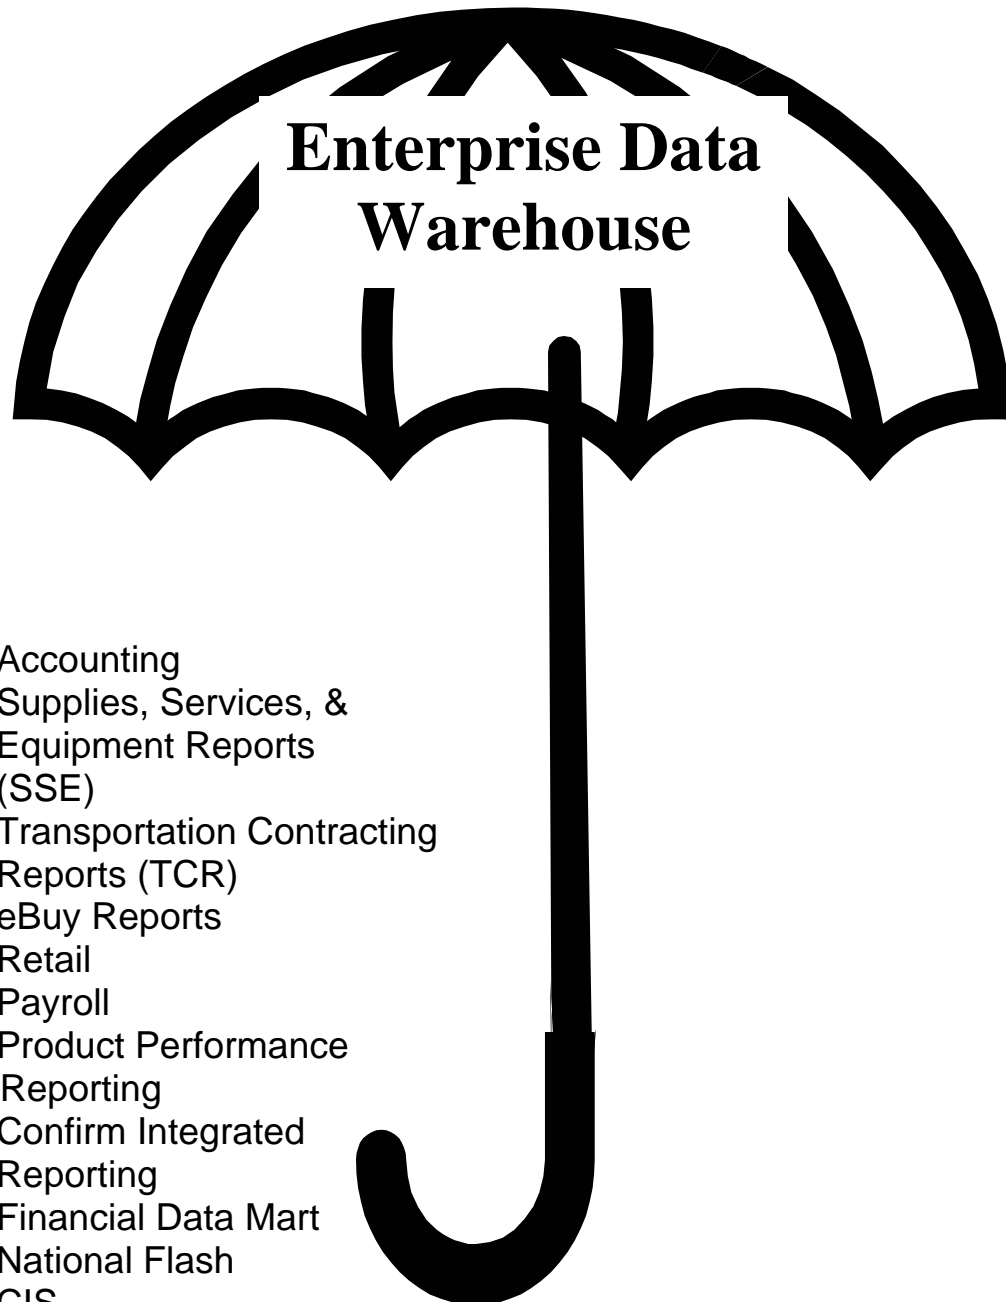 Enterprise Data
Warehouse
Accounting
Supplies, Services, &
Equipment Reports
(SSE)
Transportation Contracting
Reports (TCR)
eBuy Reports
Retail
Payroll
Product Performance
Reporting
Confirm Integrated
Reporting
Financial Data Mart
National Flash